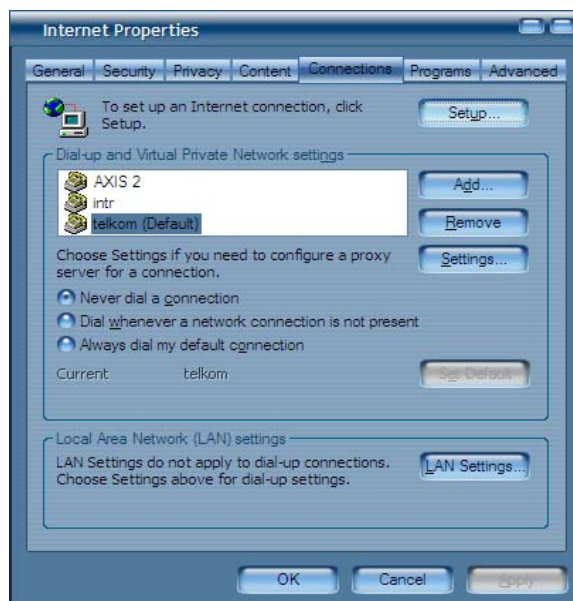 Internet Properties
General Security Privacy Content Connections Programs Advanced
To set up an Internet connection, click
Setup.
Setup...
Dial-up and Virtual Private Network settings
AXIS 2
intr
telkom (Default)
Add...
Remove
Choose Settings if you need to configure a proxy
server for a connection.
Settings...
Never dial a connection
Dial whenever a network connection is not present
Always dial my default connection
Current telkom
Set Default
Local Area Network (LAN) settings
LAN Settings do not apply to dial-up connections.
Choose Settings above for dial-up settings.
LAN Settings...
OK Cancel Apply